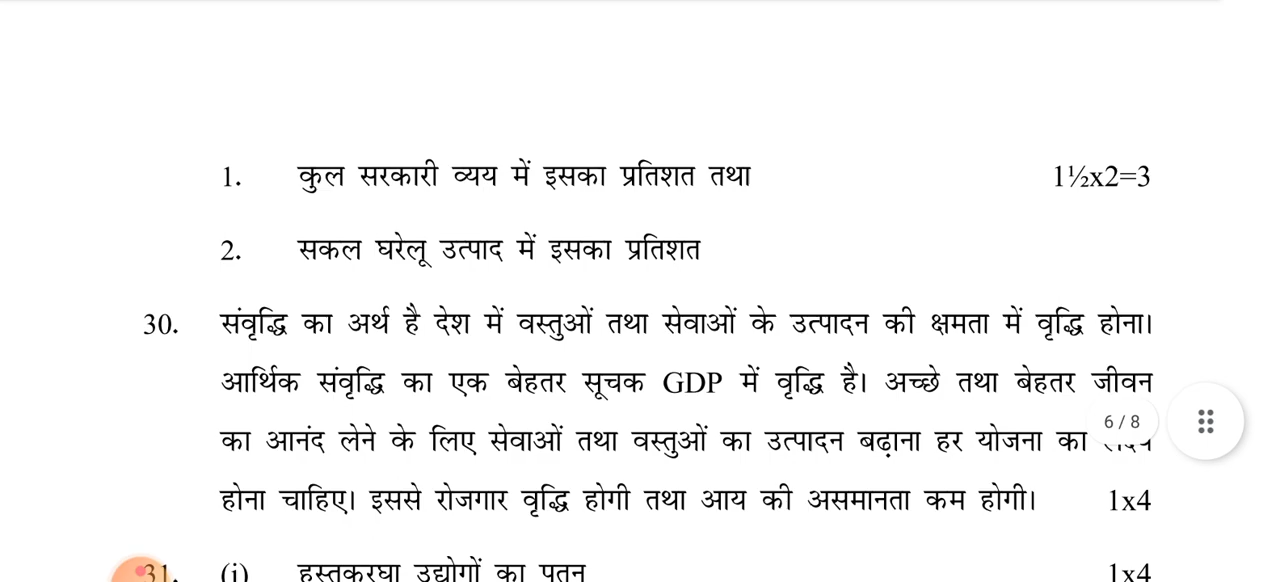 1. कुल सरकारी व्यय में इसका प्रतिशत तथा 1½x2=3
2. सकल घरेलू उत्पाद में इसका प्रतिशत
30. संवृद्धि का अर्थ है देश में वस्तुओं तथा सेवाओं के उत्पादन की क्षमता में वृद्धि होना।
आर्थिक संवृद्धि का एक बेहतर सूचक GDP में वृद्धि है। अच्छे तथा बेहतर जीवन
6 / 8
का आनंद लेने के लिए सेवाओं तथा वस्तुओं का उत्पादन बढ़ाना हर योजना का
होना चाहिए। इससे रोजगार वृद्धि होगी तथा आय की असमानता कम होगी। 1x4
31. (i) हस्तकरघा उद्योगों का पतन 1x4